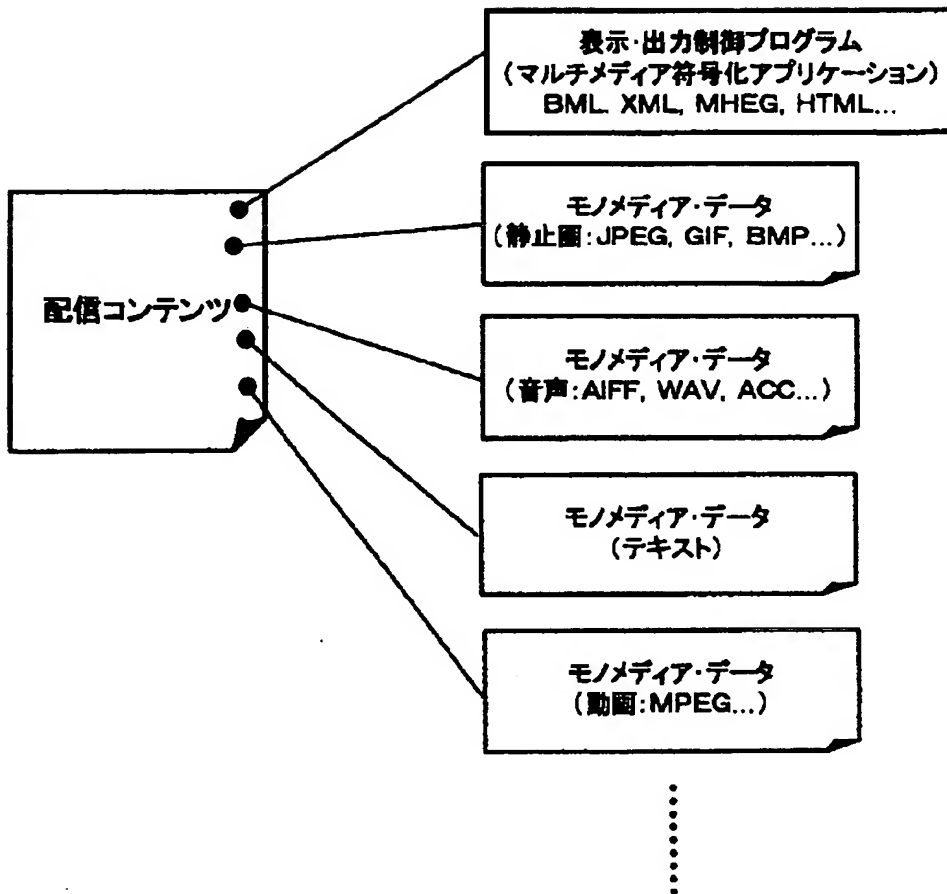 表示・出力制御プログラム
(マルチメディア符号化アプリケーション)
BML. XML, MHEG, HTML...
配信コンテンツ
モノメディア・データ
(静止画:JPEG, GIF, BMP...)
モノメディア・データ
(音声:AIFF, WAV, ACC...)
モノメディア・データ
(テキスト)
モノメディア・データ
(動画:MPEG...)